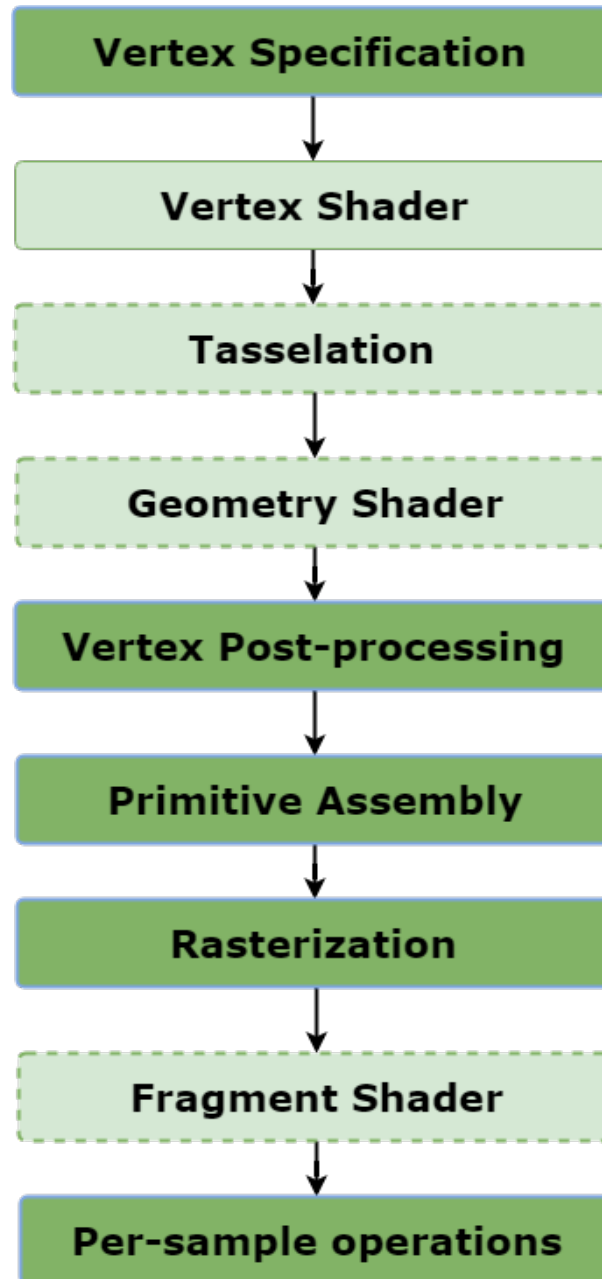 Vertex Specification
Vertex Shader
Tasselation
Geometry Shader
Vertex Post-processing
Primitive Assembly
Rasterization
Fragment Shader
Per-sample operations